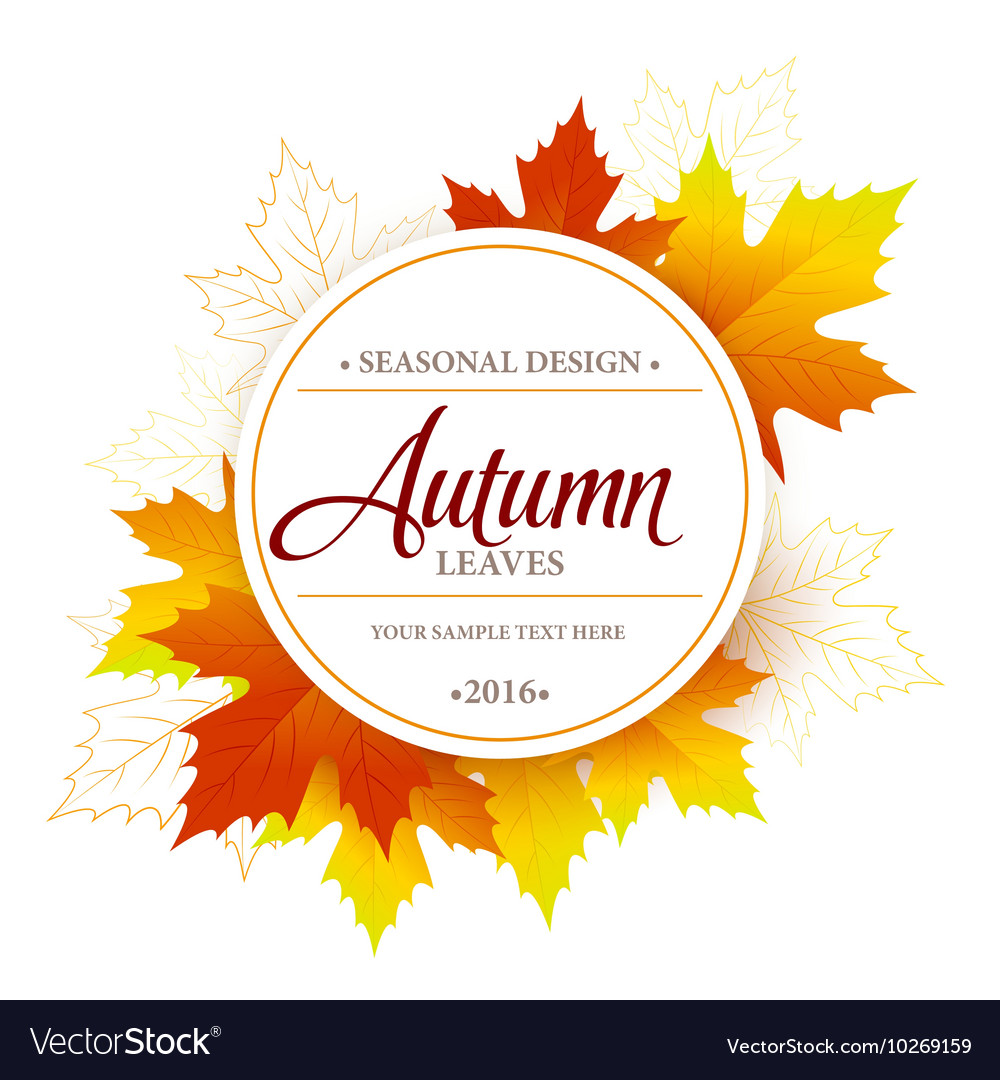 • SEASONAL DESIGN •
Autumn
LEAVES
YOUR SAMPLE TEXT HERE
•2016•
VectorStock®
VectorStock.com/10269159